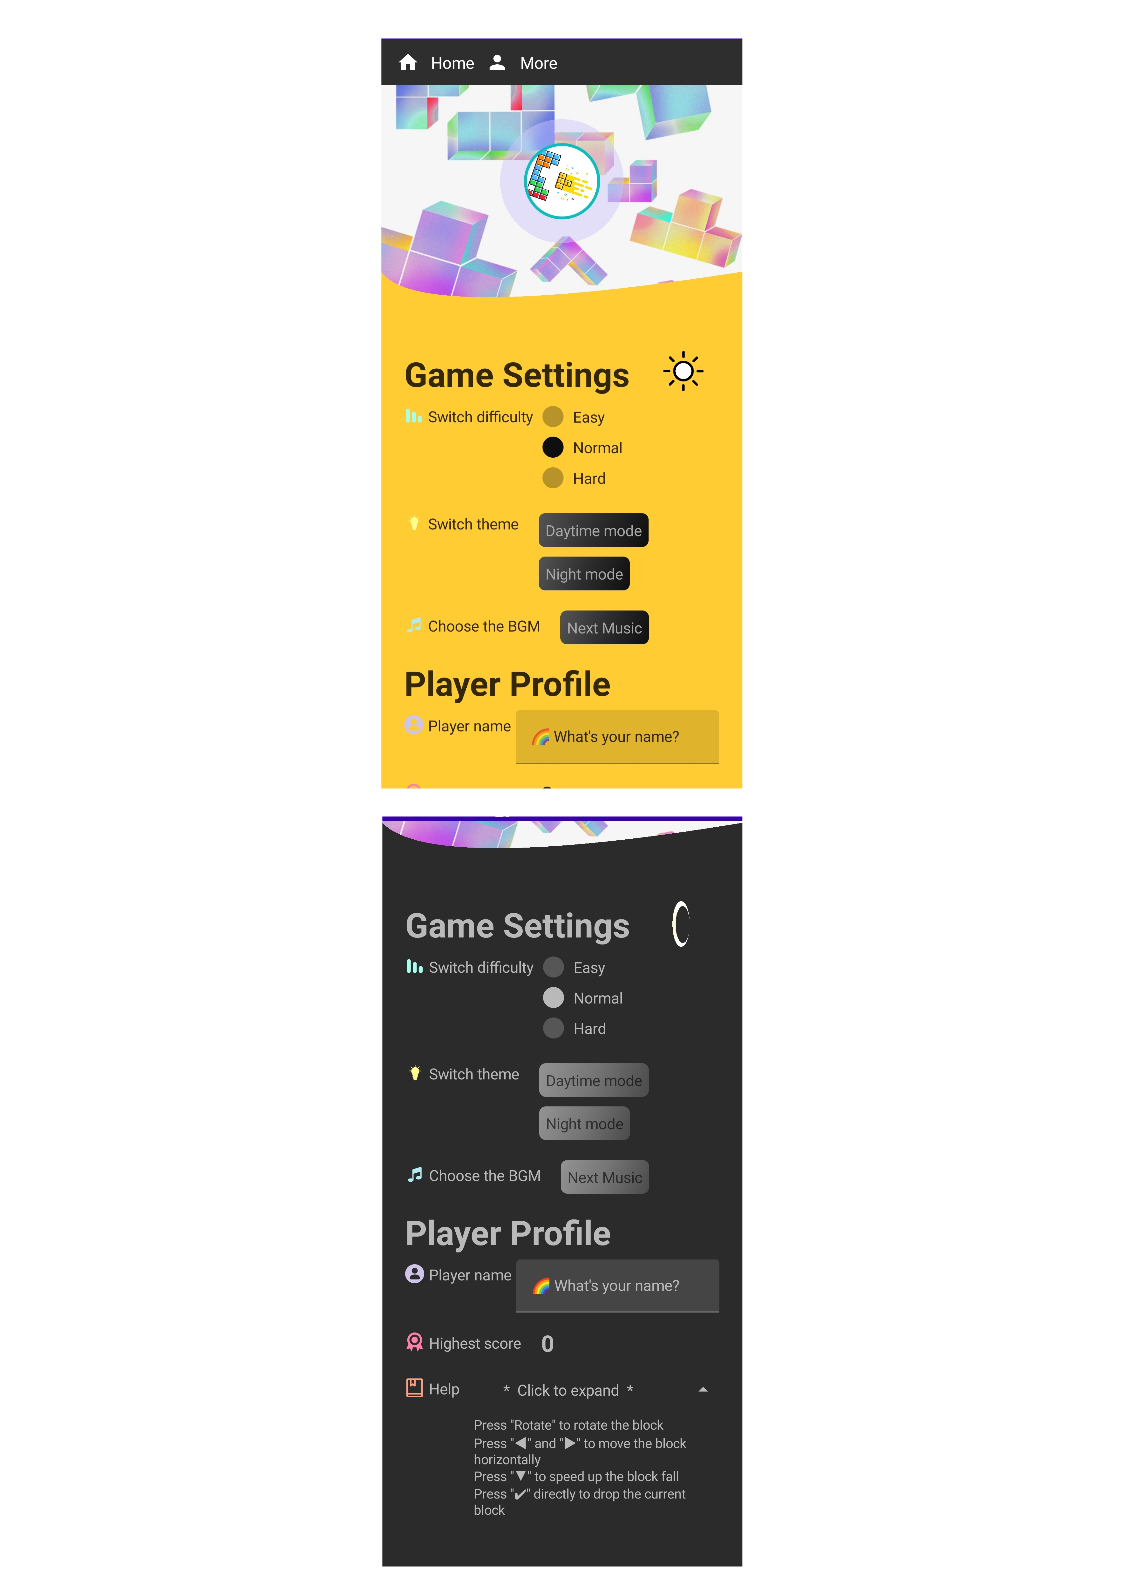 Home More
Game Settings
Switch difficulty Easy
Normal
Hard
Switch theme Daytime mode
Night mode
Choose the BGM Next Music
Player Profile
Player name 🌈 What's your name?
Game Settings
Switch difficulty Easy
Normal
Hard
Switch theme Daytime mode
Night mode
Choose the BGM Next Music
Player Profile
Player name 🌈 What's your name?
Highest score 0
Help * Click to expand *
Press "Rotate" to rotate the block
Press "◀" and "▶" to move the block
horizontally
Press "▼" to speed up the block fall
Press "✔" directly to drop the current
block